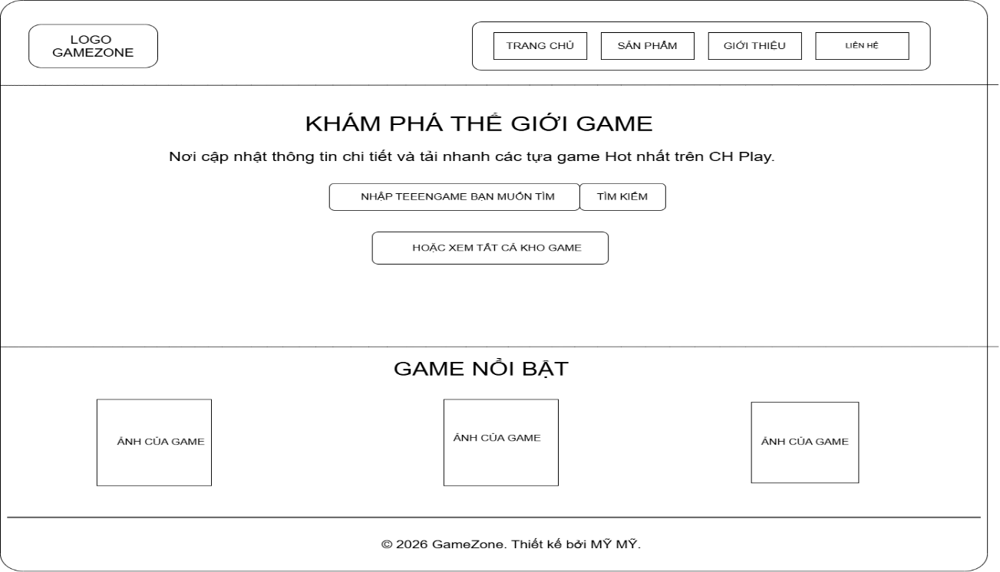 LOGO
GAMEZONE
TRANG CHỦ
SẢN PHẨM
GIỚI THIỆU
LIÊN HỆ
KHÁM PHÁ THẾ GIỚI GAME
Nơi cập nhật thông tin chi tiết và tải nhanh các tựa game Hot nhất trên CH Play.
NHẬP TEEENGAME BẠN MUỐN TÌM
TÌM KIẾM
HOẶC XEM TẤT CẢ KHO GAME
GAME NỔI BẬT
ẢNH CỦA GAME
ẢNH CỦA GAME
ẢNH CỦA GAME
© 2026 GameZone. Thiết kế bởi MỸ MỸ.